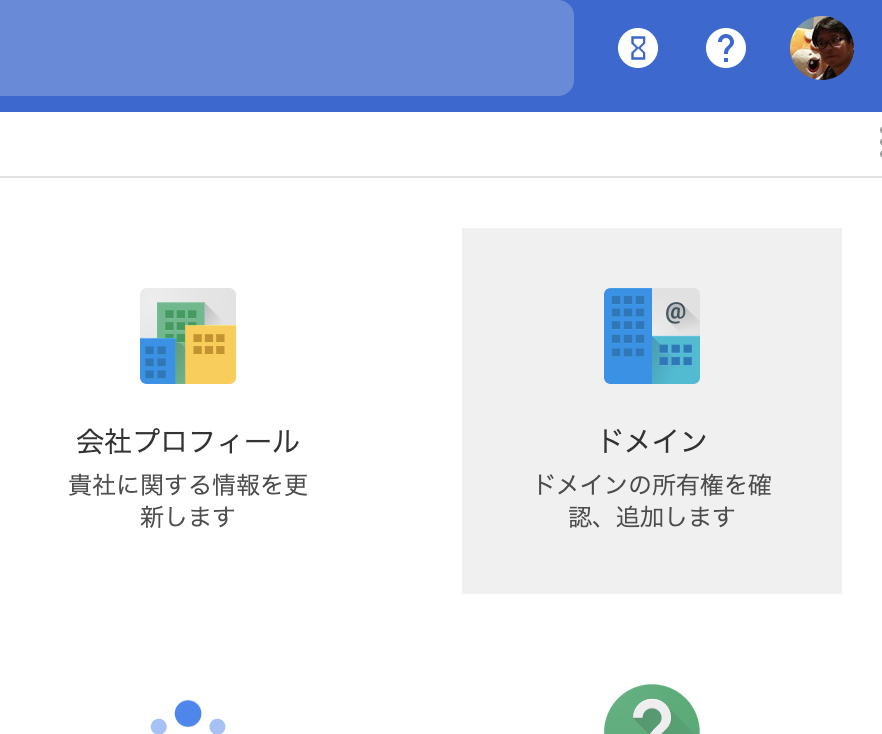 会社プロフィール
貴社に関する情報を更
新します
ドメイン
ドメインの所有権を確
認、追加します